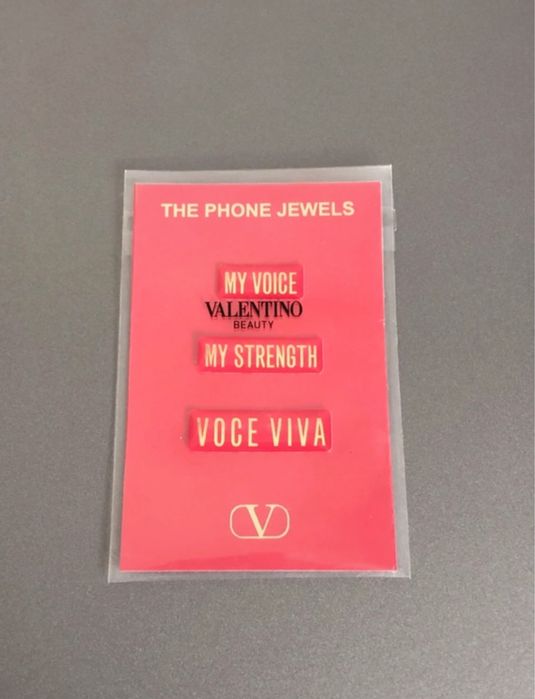 THE PHONE JEWELS
MY VOICE
VALENTINO
BEAUTY
MY STRENGTH
VOCE VIVA
V